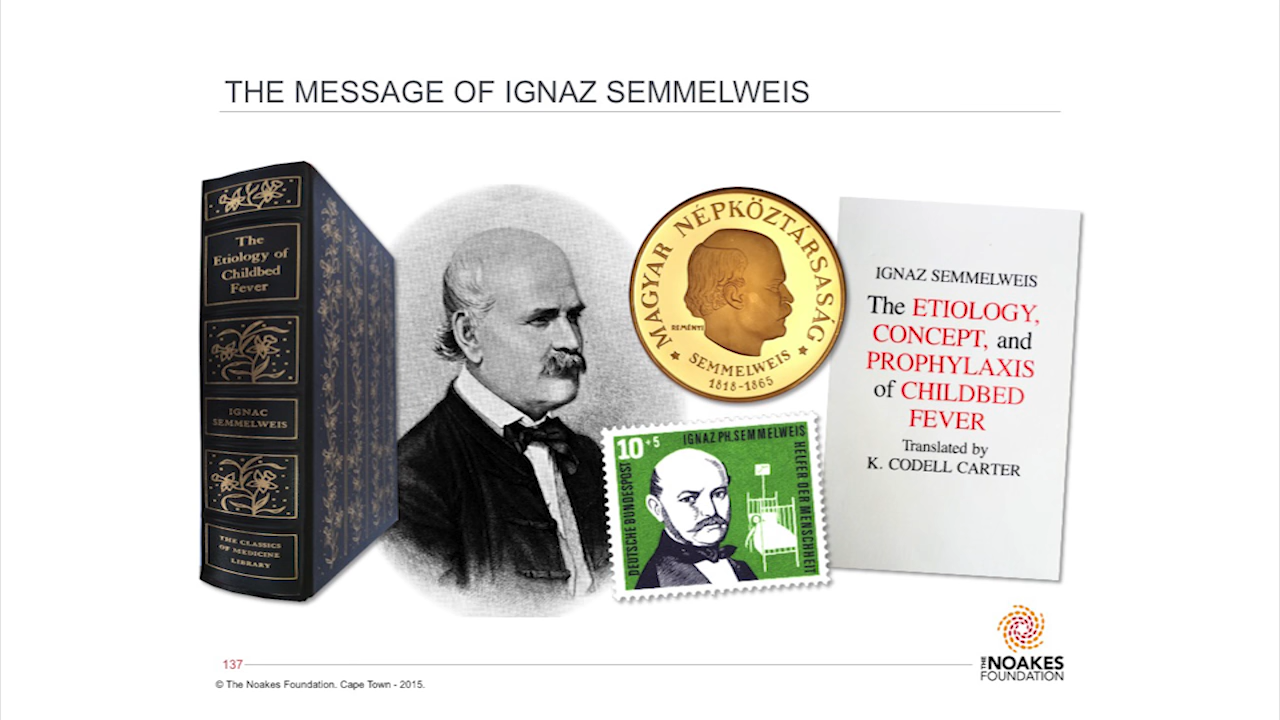 THE MESSAGE OF IGNAZ SEMMELWEIS
The
Etiology of
Childbed
Fever
IGNAC
SEMMELWEIS
THE CLASSICS
OF MEDICINE
LIBRARY
MAGYAR NÉPKÖZTÁRSASÁG
REMÉNYI
SEMMELWEIS
1818-1865
10+5
IGNAZ PH. SEMMELWEIS
DEUTSCHE BUNDESPOST
HELFER DER MENSCHHEIT
IGNAZ SEMMELWEIS
The ETIOLOGY,
CONCEPT, and
PROPHYLAXIS
of CHILDBED
FEVER
Translated by
K. CODELL CARTER
137
© The Noakes Foundation. Cape Town - 2015.
THE NOAKES
FOUNDATION